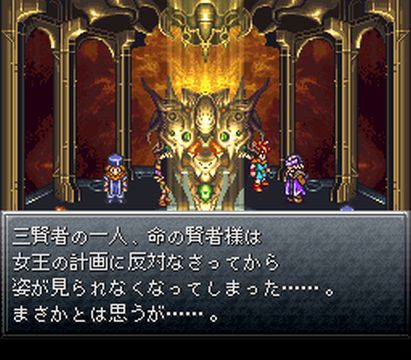 三賢者の一人、命の賢者様は
女王の計画に反対なさってから
姿が見られなくなってしまった……。
まさかとは思うが……。